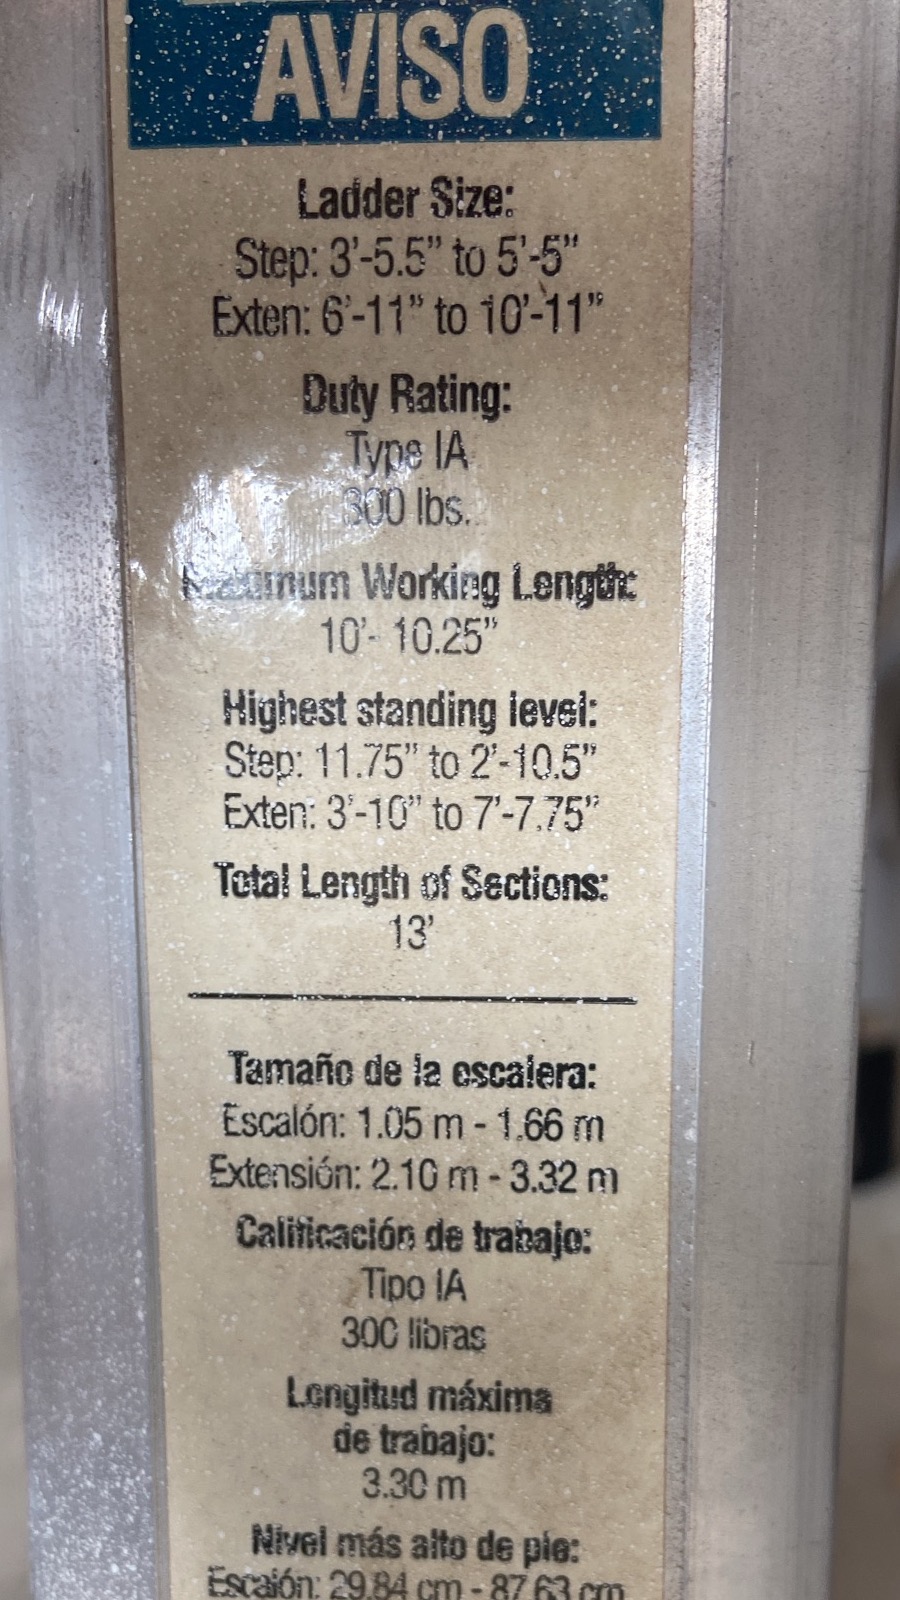 AVISO
Ladder Size:
Step: 3'-5.5" to 5'-5"
Exten: 6'-11" to 10'-11"
Duty Rating:
Type IA
300 lbs.
Maximum Working Length:
10'- 10.25"
Highest standing level:
Step: 11.75" to 2'-10.5"
Exten: 3'-10" to 7'-7.75"
Total Length of Sections:
13'
Tamaño de la escalera:
Escalón: 1.05 m - 1.66 m
Extensión: 2.10 m - 3.32 m
Calificación de trabajo:
Tipo IA
300 libras
Longitud máxima
de trabajo:
3.30 m
Nivel más alto de pie:
Escalón: 29.84 cm - 87.63 cm